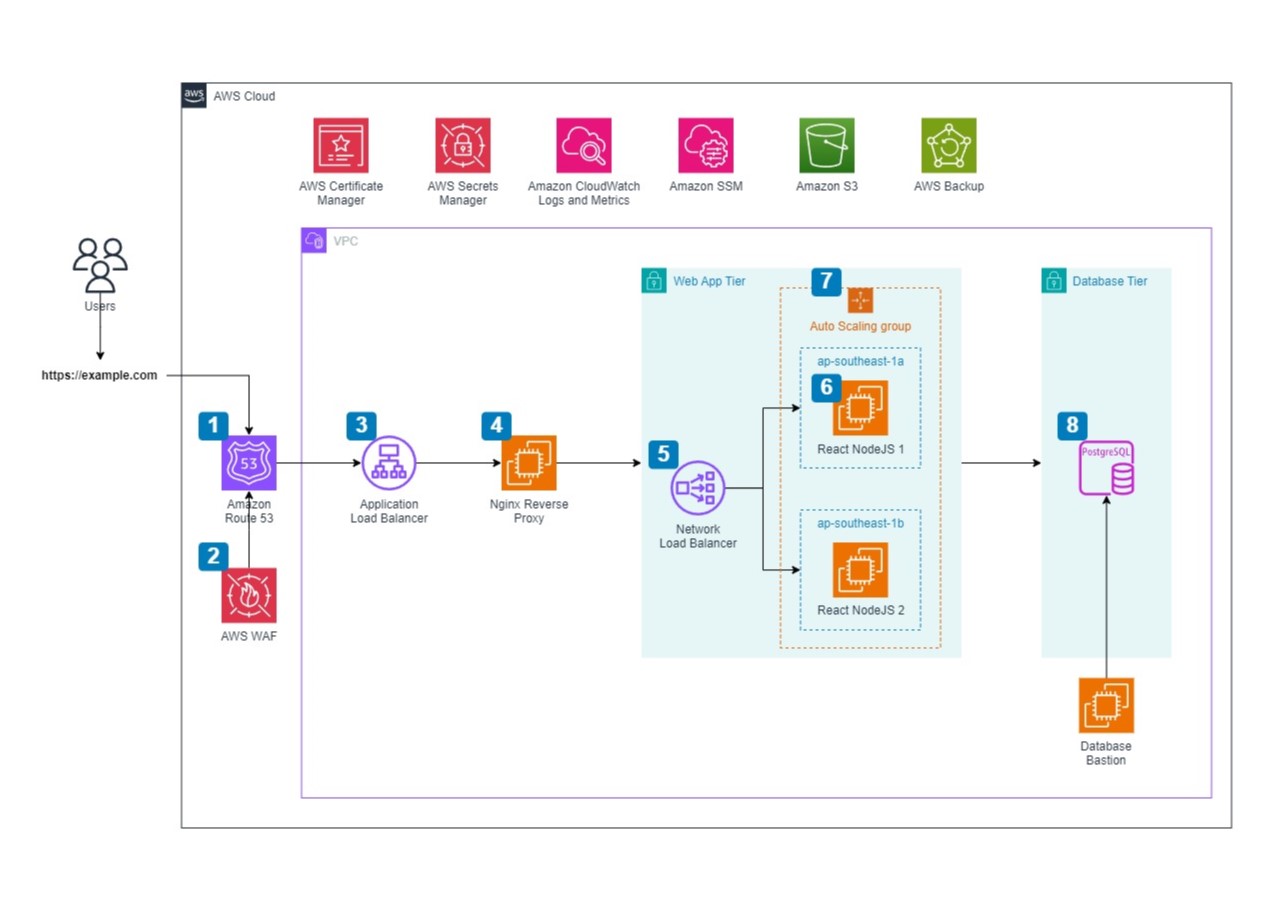 aws
AWS Cloud
AWS Certificate
Manager
AWS Secrets
Manager
Amazon CloudWatch
Logs and Metrics
Amazon SSM
Amazon S3
AWS Backup
VPC
Users
https://example.com
1
53
Amazon
Route 53
2
AWS WAF
3
Application
Load Balancer
4
Nginx Reverse
Proxy
Web App Tier
5
Network
Load Balancer
7
Auto Scaling group
ap-southeast-1a
6
React NodeJS 1
ap-southeast-1b
React NodeJS 2
Database Tier
8
PostgreSQL
Database
Bastion